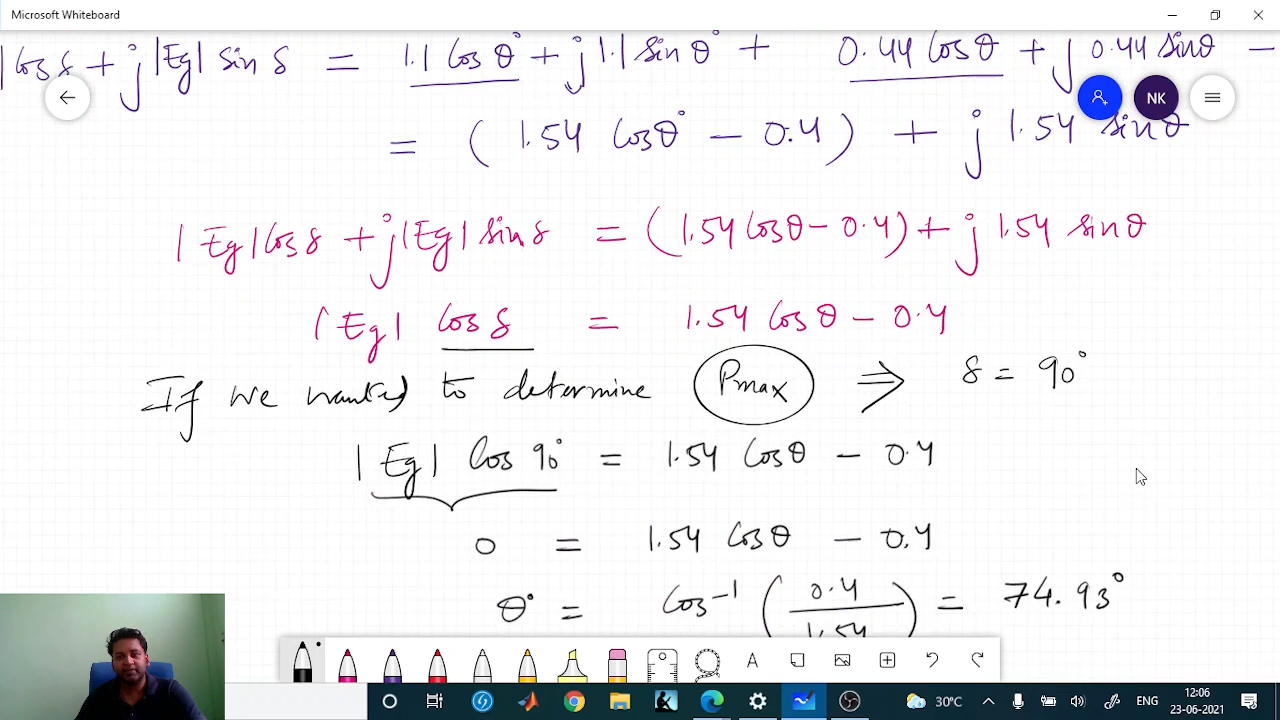 Microsoft Whiteboard
|cos δ + j|Eg| sin δ = 1.1 Cos θ° + j 1.1 sin θ° + 0.44 Cos θ + j 0.44 sin θ -
= (1.54 Cos θ° - 0.4) + j 1.54 sin θ
NK
|Eg| Cos δ + j|Eg| sin δ = (1.54 Cos θ - 0.4) + j 1.54 sin θ
|Eg| Cos δ = 1.54 Cos θ - 0.4
If we wanted to determine Pmax ⇒ δ = 90°
|Eg| Cos 90° = 1.54 Cos θ - 0.4
0 = 1.54 Cos θ - 0.4
θ° = Cos⁻¹ (0.4/1.54) = 74.93°
A
30°C ENG 12:06
23-06-2021